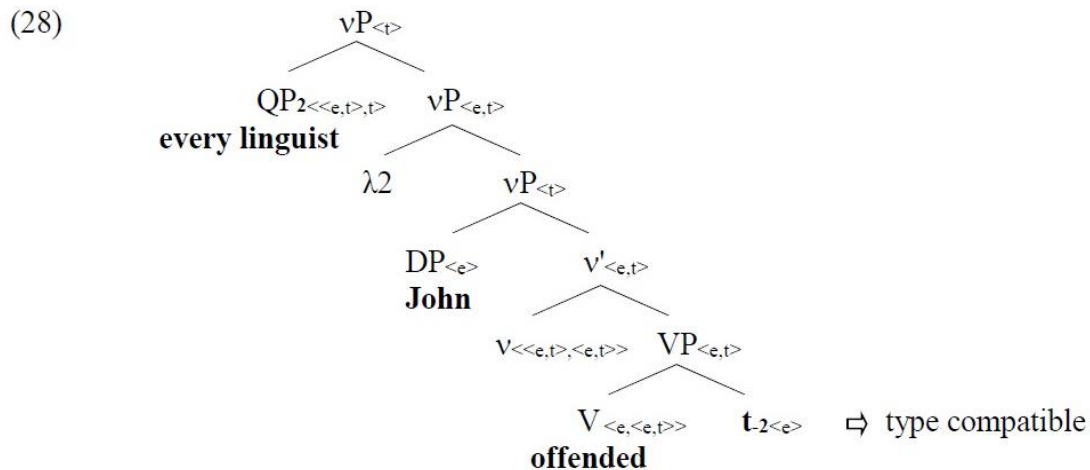 (28) νP<t>
QP2<<e,t>,t> νP<e,t>
every linguist
λ2 νP<t>
DP<e> ν'<e,t>
John
ν<<e,t>,<e,t>> VP<e,t>
V<e,<e,t>> t-2<e> ⇨ type compatible
offended